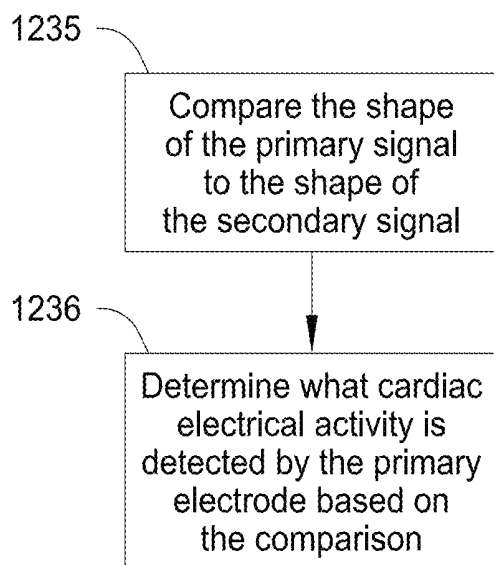 1235
Compare the shape
of the primary signal
to the shape of
the secondary signal
1236
Determine what cardiac
electrical activity is
detected by the primary
electrode based on
the comparison